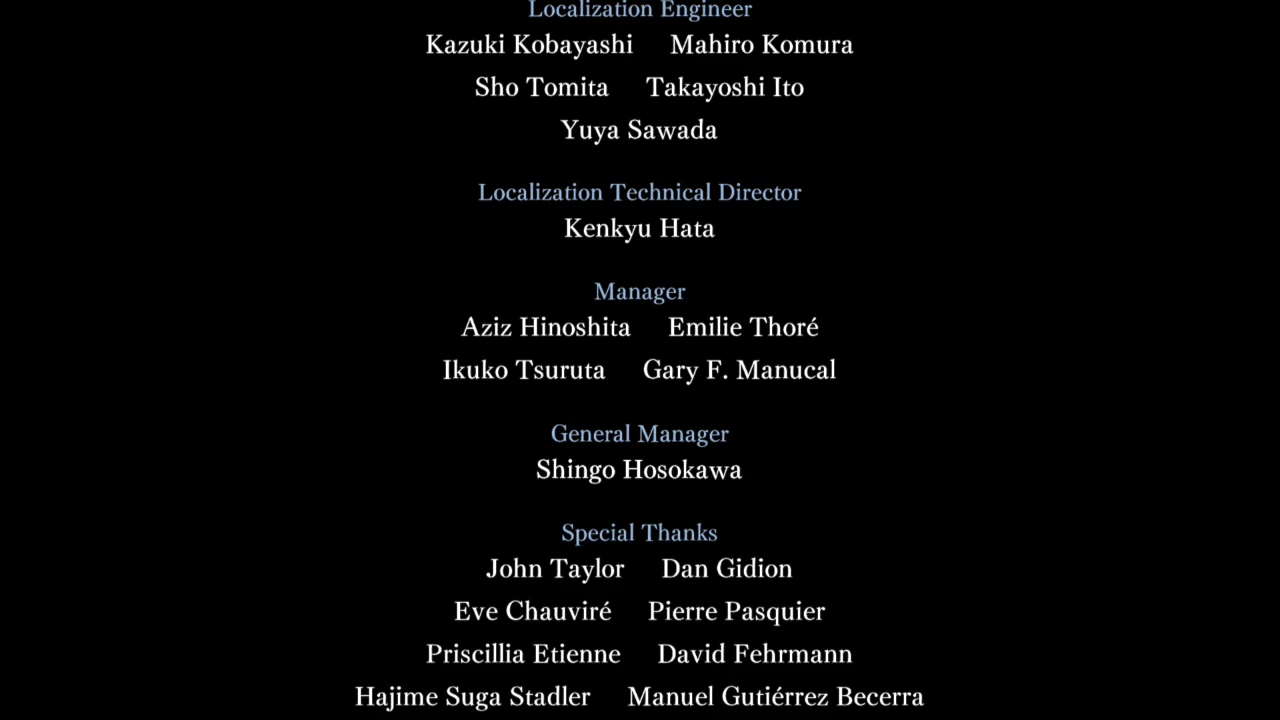 Localization Engineer
Kazuki Kobayashi Mahiro Komura
Sho Tomita Takayoshi Ito
Yuya Sawada
Localization Technical Director
Kenkyu Hata
Manager
Aziz Hinoshita Emilie Thoré
Ikuko Tsuruta Gary F. Manucal
General Manager
Shingo Hosokawa
Special Thanks
John Taylor Dan Gidion
Eve Chauviré Pierre Pasquier
Priscillia Etienne David Fehrmann
Hajime Suga Stadler Manuel Gutiérrez Becerra